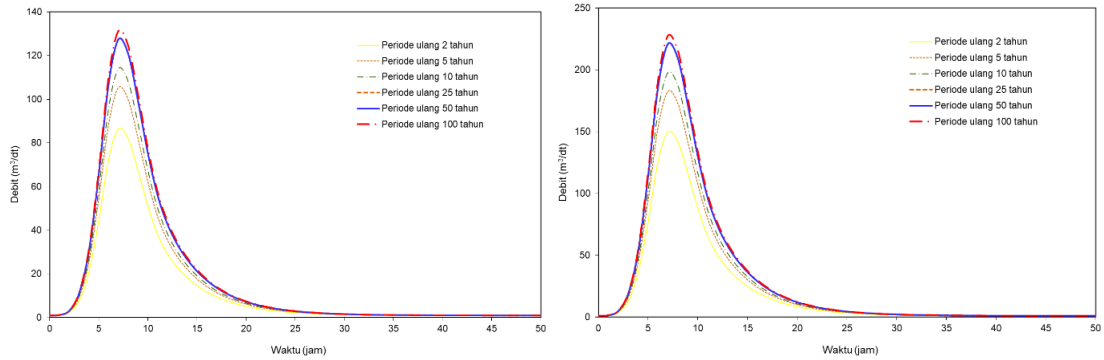 140
120
100
80
60
40
20
0
Debit (m³/dt)
Periode ulang 2 tahun
Periode ulang 5 tahun
Periode ulang 10 tahun
Periode ulang 25 tahun
Periode ulang 50 tahun
Periode ulang 100 tahun
0 5 10 15 20 25 30 35 40 45 50
Waktu (jam)
250
200
150
100
50
0
Debit (m³/dt)
Periode ulang 2 tahun
Periode ulang 5 tahun
Periode ulang 10 tahun
Periode ulang 25 tahun
Periode ulang 50 tahun
Periode ulang 100 tahun
0 5 10 15 20 25 30 35 40 45 50
Waktu (jam)